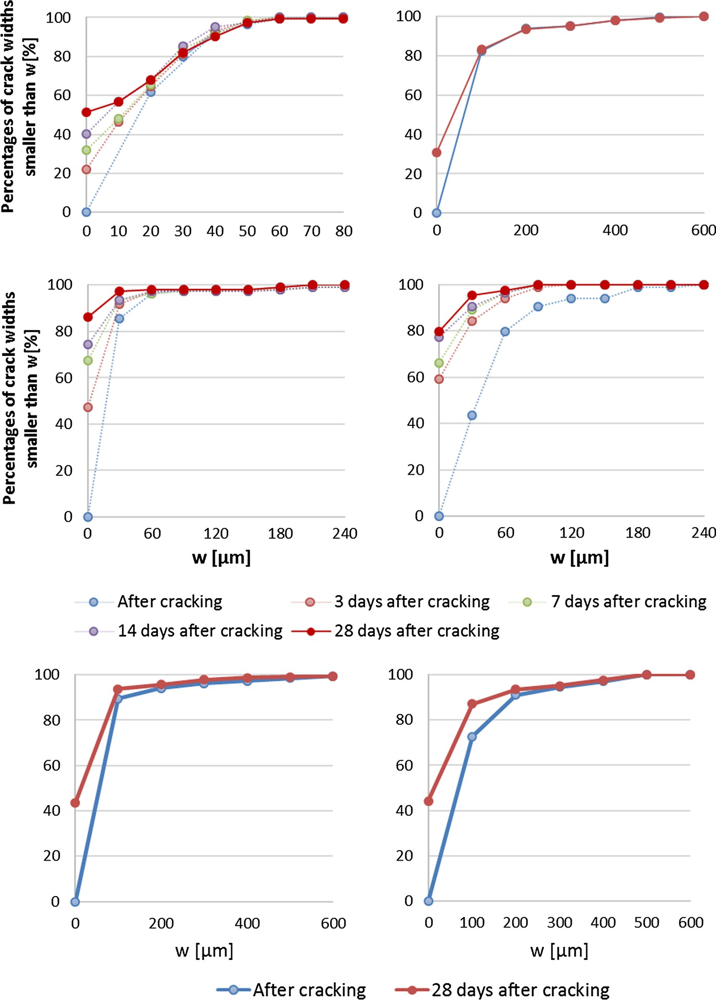 Percentages of crack widths
smaller than w[%]
100
80
60
40
20
0
0 10 20 30 40 50 60 70 80
100
80
60
40
20
0
0 200 400 600
Percentages of crack widths
smaller than w[%]
100
80
60
40
20
0
0 60 120 180 240
w [µm]
100
80
60
40
20
0
0 60 120 180 240
w [µm]
After cracking 3 days after cracking 7 days after cracking
14 days after cracking 28 days after cracking
100
80
60
40
20
0
0 200 400 600
w [µm]
100
80
60
40
20
0
0 100 200 300 400 500 600
w [µm]
After cracking 28 days after cracking